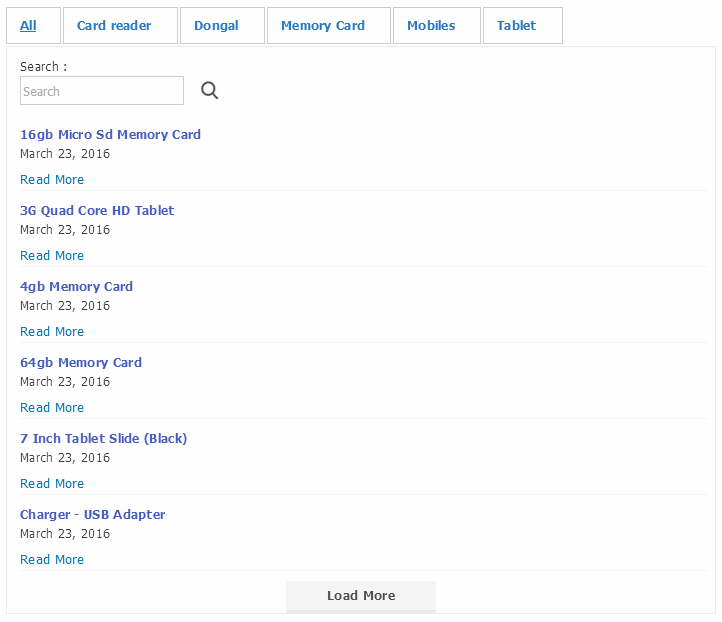 All Card reader Dongal Memory Card Mobiles Tablet
Search :
Search
16gb Micro Sd Memory Card
March 23, 2016
Read More
3G Quad Core HD Tablet
March 23, 2016
Read More
4gb Memory Card
March 23, 2016
Read More
64gb Memory Card
March 23, 2016
Read More
7 Inch Tablet Slide (Black)
March 23, 2016
Read More
Charger - USB Adapter
March 23, 2016
Read More
Load More